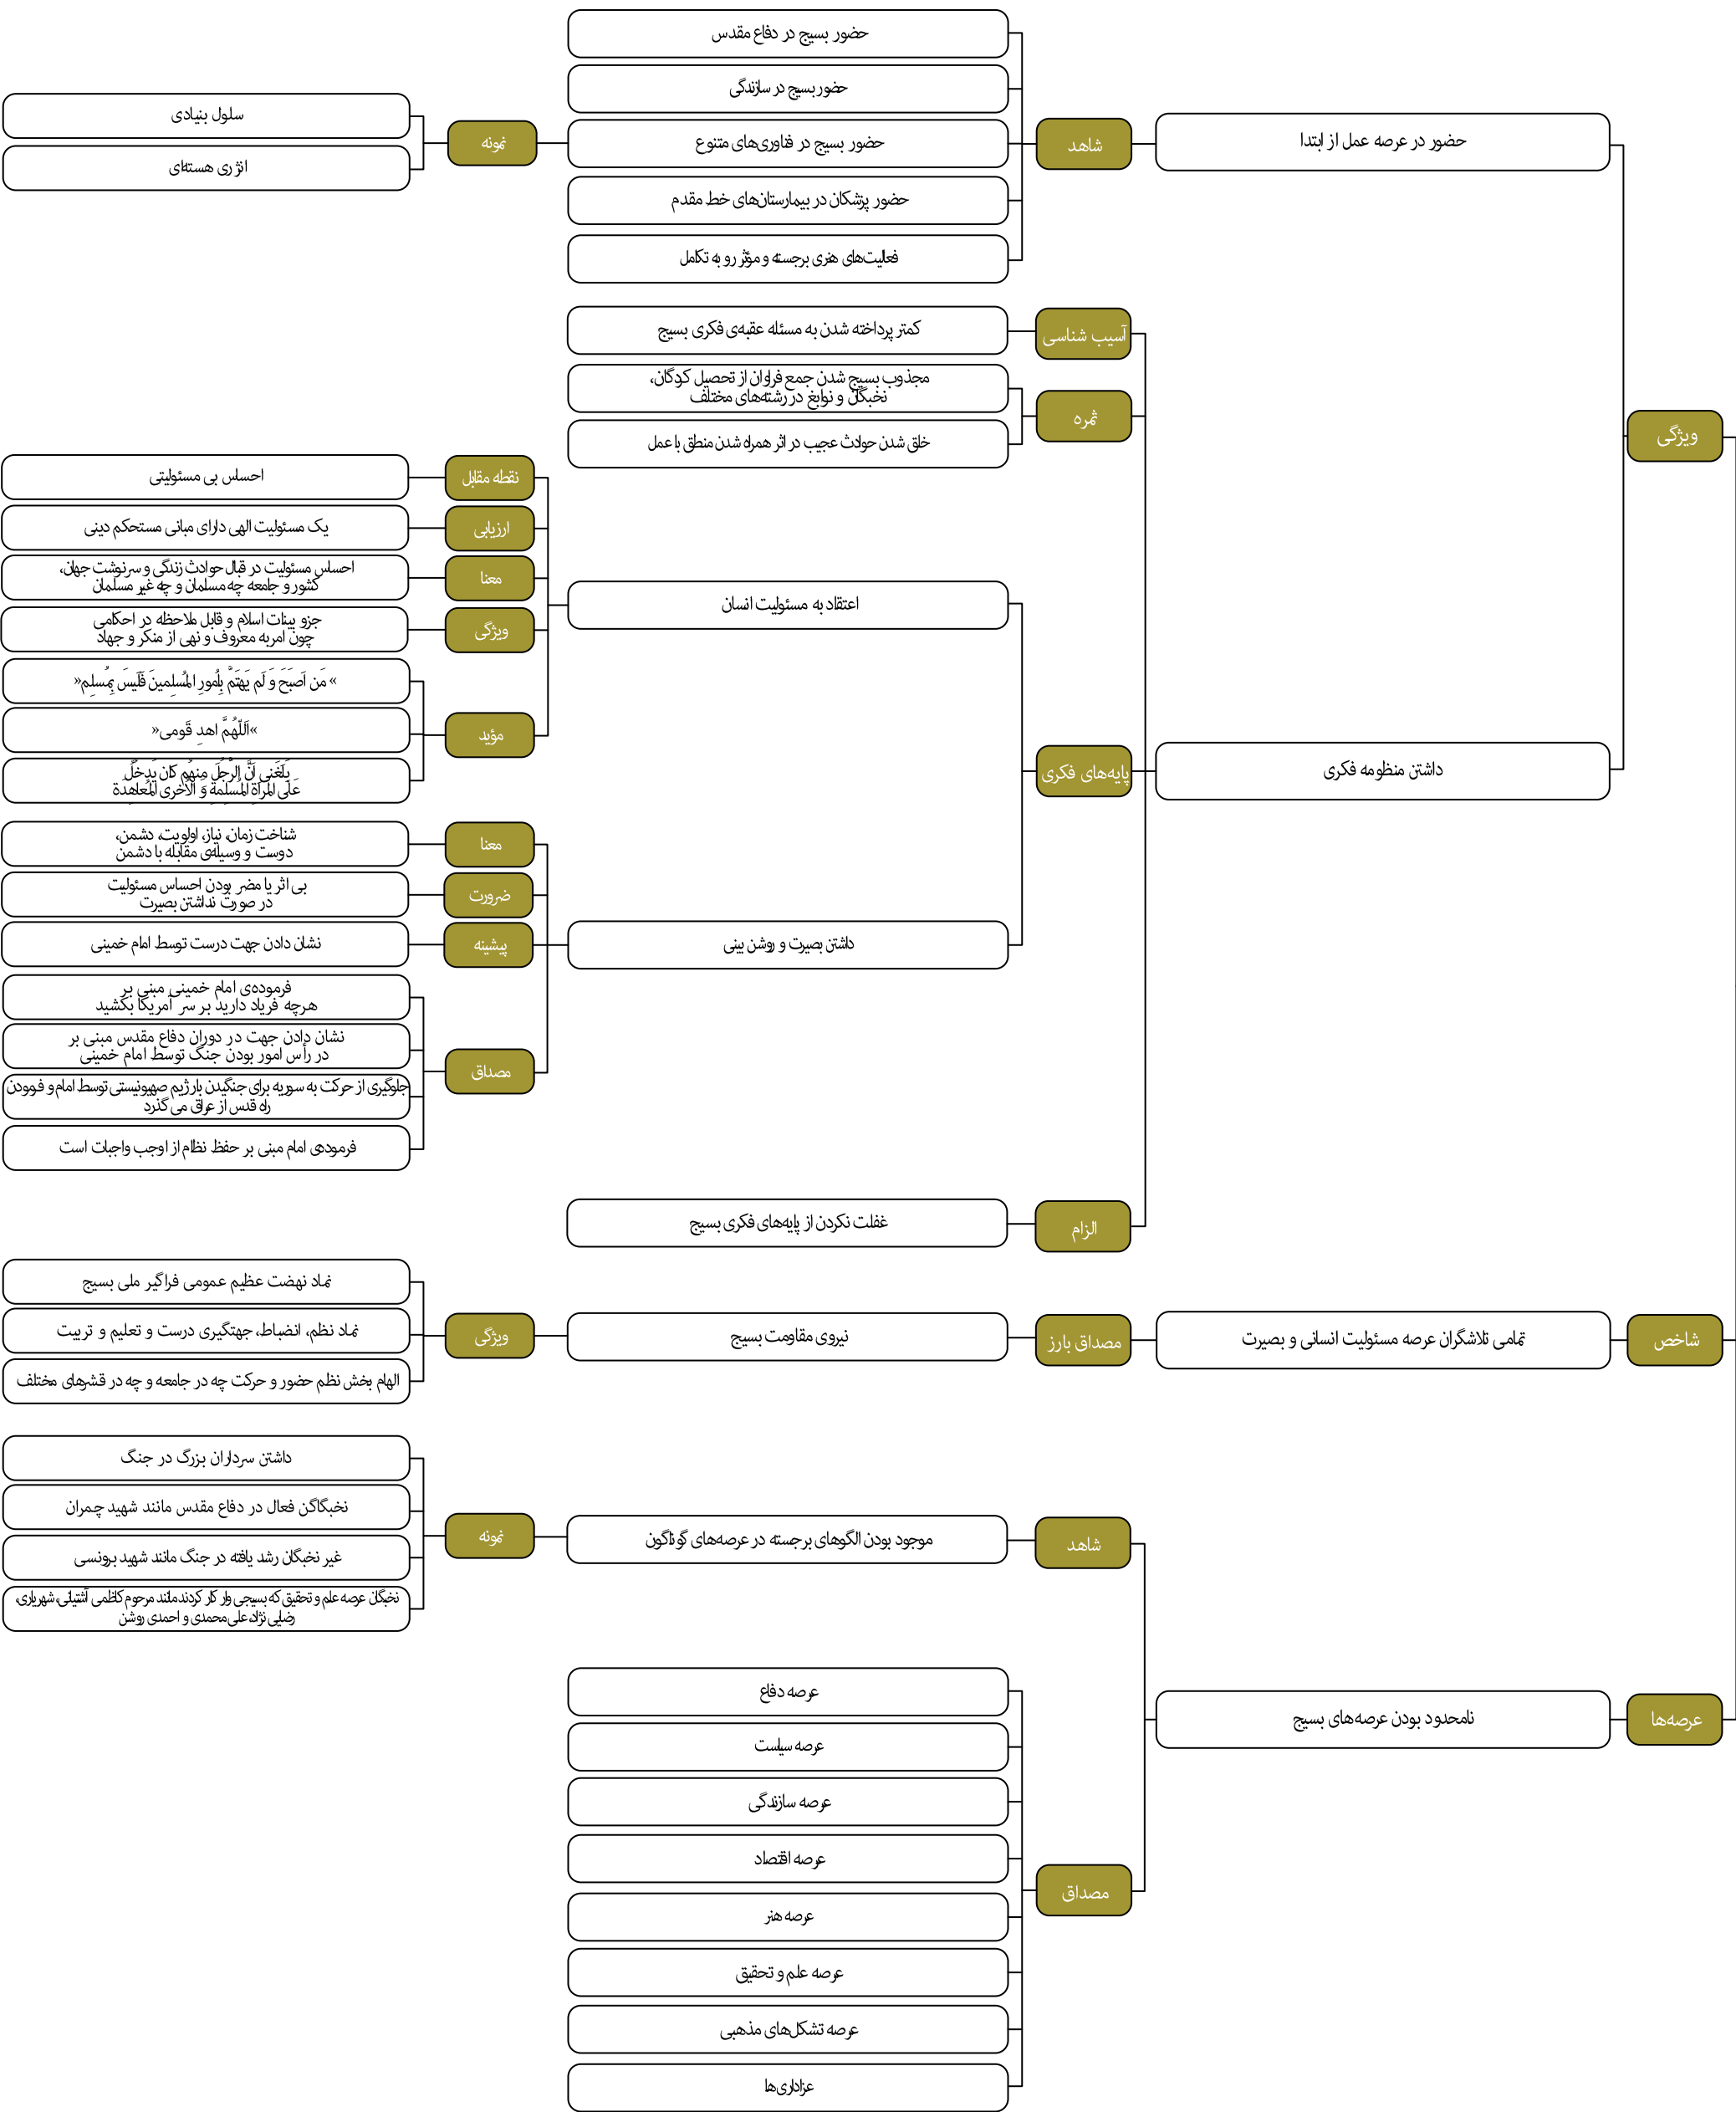 ویژگی
حضور در عرصه عمل از ابتدا
شاهد
حضور بسیج در دفاع مقدس
حضور بسیج در سازندگی
حضور بسیج در فناوری‌های متنوع
نمونه
سلول بنیادی
انژری هسته‌ای
حضور پزشکان در بیمارستان‌های خط مقدم
فعالیت‌های هنری برجسته و مؤثر رو به تکامل
داشتن منظومه فکری
آسیب شناسی
کمتر پرداخته شدن به مسئله عقبه‌ی فکری بسیج
ثمره
مجذوب بسیج شدن جمع فراوان از تحصیل کردگان،
نخبگان و نوابغ در رشته‌های مختلف
خلق شدن حوادث عجیب در اثر همراه شدن منطق با عمل
پایه‌های فکری
اعتقاد به مسئولیت انسان
نقطه مقابل
احساس بی مسئولیتی
ارزیابی
یک مسئولیت الهی دارای مبانی مستحکم دینی
معنا
احساس مسئولیت در قبال حوادث زندگی و سرنوشت جهان،
کشور و جامعه چه مسلمان و چه غیر مسلمان
ویژگی
جزو بینات اسلام و قابل ملاحظه در احکامی
چون امربه معروف و نهی از منکر و جهاد
مؤید
» مَن اَصبَحَ وَ لَم یَهتَمَّ بِاُمورِ المُسلِمینَ فَلَیسَ بِمُسلِم«
»اَللّهُمَّ اهدِ قَومی«
بَلَغَنی اَنَّ الرَّجُلَ مِنهُم کانَ یَدخُلُ
عَلَی المَراَةِ المُسلِمَةِ وَ الاُخری المُعاهِدَة
داشتن بصیرت و روشن بینی
معنا
شناخت زمان، نیاز، اولویت، دشمن،
دوست و وسیله‌ی مقابله با دشمن
ضرورت
بی اثر یا مضر بودن احساس مسئولیت
در صورت نداشتن بصیرت
پیشینه
نشان دادن جهت درست توسط امام خمینی
مصداق
فرموده‌ی امام خمینی مبنی بر
هرچه فریاد دارید بر سر آمریکا بکشید
نشان دادن جهت در دوران دفاع مقدس مبنی بر
در رأس امور بودن جنگ توسط امام خمینی
جلوگیری از حرکت به سوریه برای جنگیدن با رژیم صهیونیستی توسط امام و فرمودن
راه قدس از عراق می گذرد
فرموده‌ی امام مبنی بر حفظ نظام از اوجب واجبات است
الزام
غفلت نکردن از پایه‌های فکری بسیج
شاخص
تمامی تلاشگران عرصه مسئولیت انسانی و بصیرت
مصداق بارز
نیروی مقاومت بسیج
ویژگی
نماد نهضت عظیم عمومی فراگیر ملی بسیج
نماد نظم، انضباط، جهتگیری درست و تعلیم و تربیت
الهام بخش نظم حضور و حرکت چه در جامعه و چه در قشرهای مختلف
عرصه‌ها
نامحدود بودن عرصه‌های بسیج
شاهد
موجود بودن الگوهای برجسته در عرصه‌های گوناگون
نمونه
داشتن سرداران بزرگ در جنگ
نخبگاگن فعال در دفاع مقدس مانند شهید چمران
غیر نخبگان رشد یافته در جنگ مانند شهید برونسی
نخبگان عرصه علم و تحقیق که بسیجی وار کار کردند مانند مرحوم کاظمی آشتیانی، شهریاری،
رضایی نژاد، علی محمدی و احمدی روشن
مصداق
عرصه دفاع
عرصه سیاست
عرصه سازندگی
عرصه اقتصاد
عرصه هنر
عرصه علم و تحقیق
عرصه تشکل‌های مذهبی
عزاداری‌ها